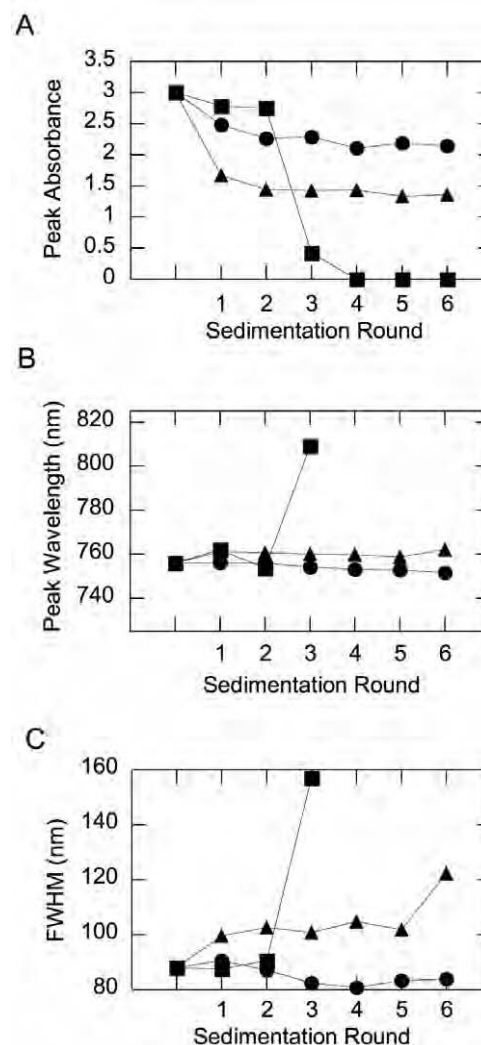 A
Peak Absorbance
3.5
3
2.5
2
1.5
1
0.5
0
1 2 3 4 5 6
Sedimentation Round
B
Peak Wavelength (nm)
820
800
780
760
740
1 2 3 4 5 6
Sedimentation Round
C
FWHM (nm)
160
140
120
100
80
1 2 3 4 5 6
Sedimentation Round